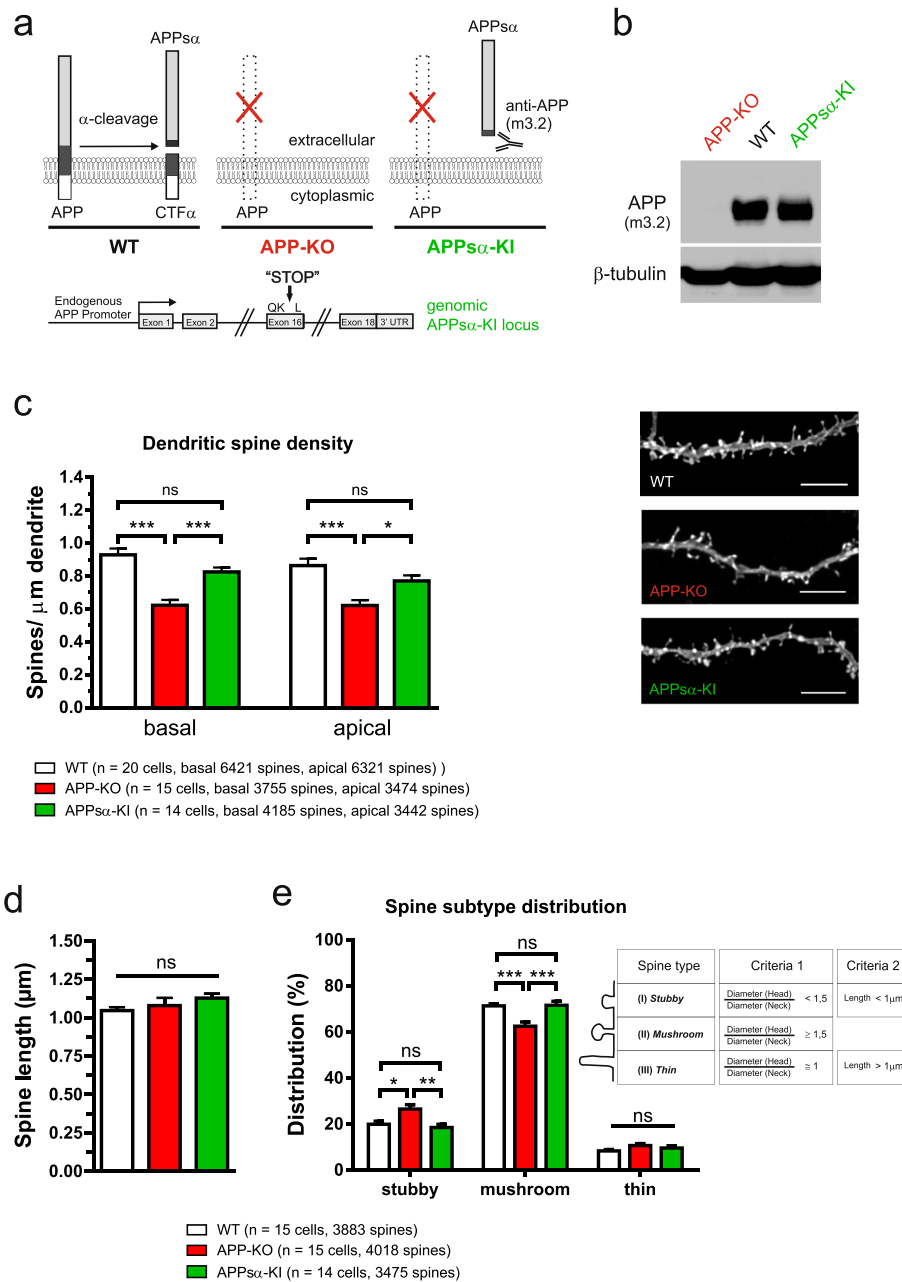 a
APPsα
α-cleavage
APP
CTFα
WT
APP
APP-KO
extracellular
cytoplasmic
APPsα
anti-APP
(m3.2)
APP
APPsα-KI
"STOP"
QK L
Endogenous
APP Promoter
Exon 1
Exon 2
Exon 16
Exon 18
3' UTR
genomic
APPsα-KI locus
b
APP-KO
WT
APPsα-KI
APP
(m3.2)
β-tubulin
c
Dendritic spine density
Spines/ μm dendrite
1.4
1.2
1.0
0.8
0.6
0.4
0.2
0.0
ns
*** ***
ns
*** *
basal
apical
WT (n = 20 cells, basal 6421 spines, apical 6321 spines) )
APP-KO (n = 15 cells, basal 3755 spines, apical 3474 spines)
APPsα-KI (n = 14 cells, basal 4185 spines, apical 3442 spines)
WT
APP-KO
APPsα-KI
d
Spine length (μm)
1.50
1.25
1.00
0.75
0.50
0.25
0.00
ns
e
Spine subtype distribution
Distribution (%)
100
80
60
40
20
0
ns
* **
ns
*** ***
ns
stubby
mushroom
thin
Spine type Criteria 1 Criteria 2
(I) Stubby Diameter (Head) / Diameter (Neck) < 1,5 Length < 1μm
(II) Mushroom Diameter (Head) / Diameter (Neck) ≥ 1,5
(III) Thin Diameter (Head) / Diameter (Neck) ≅ 1 Length > 1μm
WT (n = 15 cells, 3883 spines)
APP-KO (n = 15 cells, 4018 spines)
APPsα-KI (n = 14 cells, 3475 spines)